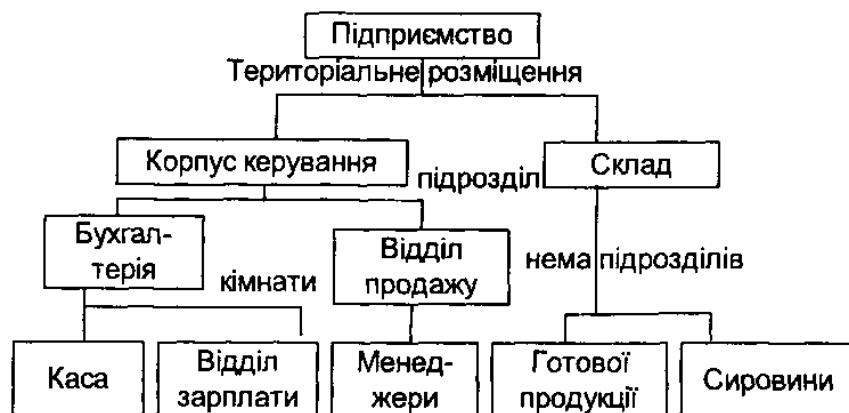 Підприємство
Територіальне розміщення
Корпус керування
підрозділ
Склад
Бухгал-
терія
кімнати
Відділ
продажу
нема підрозділів
Каса
Відділ
зарплати
Менед-
жери
Готової
продукції
Сировини